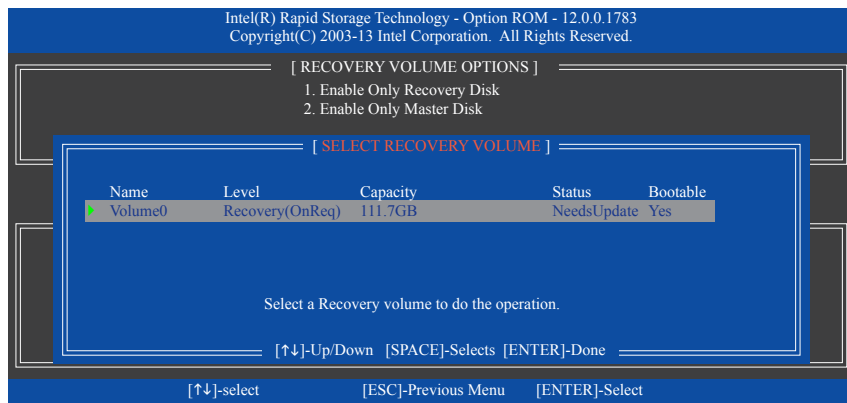 Intel(R) Rapid Storage Technology - Option ROM - 12.0.0.1783
Copyright(C) 2003-13 Intel Corporation. All Rights Reserved.
[ RECOVERY VOLUME OPTIONS ]
1. Enable Only Recovery Disk
2. Enable Only Master Disk
[ SELECT RECOVERY VOLUME ]
Name Level Capacity Status Bootable
Volume0 Recovery(OnReq) 111.7GB NeedsUpdate Yes
Select a Recovery volume to do the operation.
[↑↓]-Up/Down [SPACE]-Selects [ENTER]-Done
[↑↓]-select [ESC]-Previous Menu [ENTER]-Select